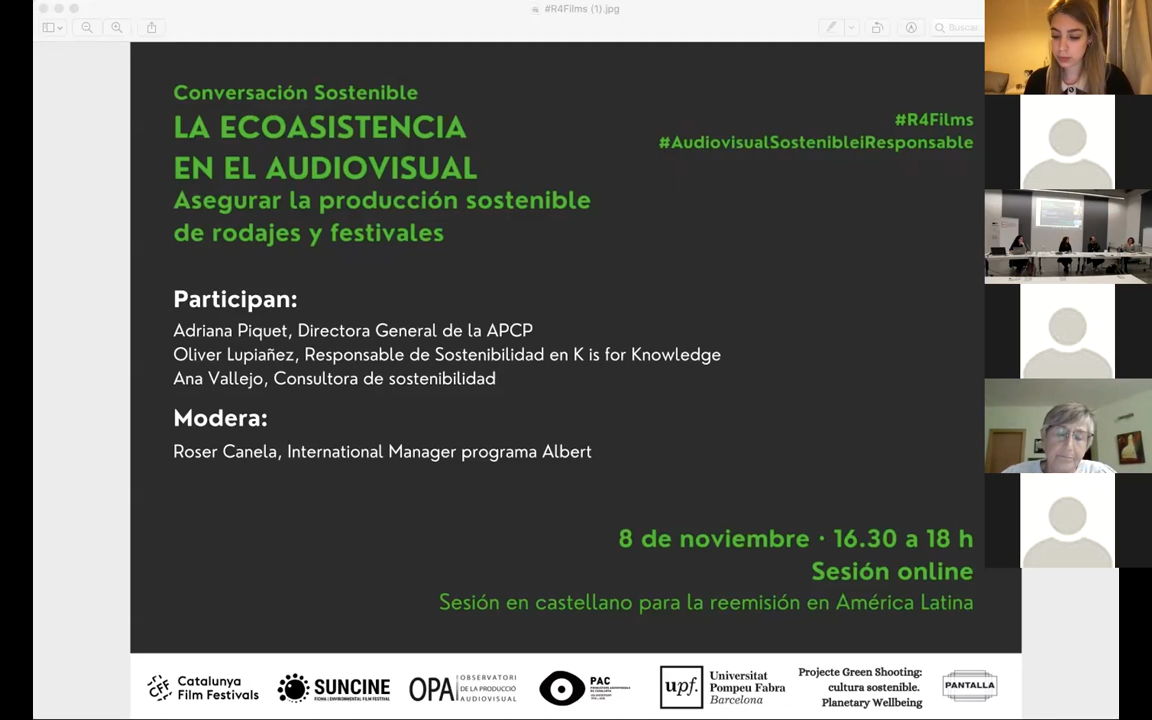 #R4Films (1).jpg
Buscar
Conversación Sostenible
LA ECOASISTENCIA
EN EL AUDIOVISUAL
Asegurar la producción sostenible
de rodajes y festivales
#R4Films
#AudiovisualSostenibleiResponsable
Participan:
Adriana Piquet, Directora General de la APCP
Oliver Lupiañez, Responsable de Sostenibilidad en K is for Knowledge
Ana Vallejo, Consultora de sostenibilidad
Modera:
Roser Canela, International Manager programa Albert
8 de noviembre · 16.30 a 18 h
Sesión online
Sesión en castellano para la reemisión en América Latina
CFF
Catalunya
Film Festivals
SUNCINE
OPA
OBSERVATORI
DE LA PRODUCCIÓ
AUDIOVISUAL
PAC
upf.
Universitat
Pompeu Fabra
Barcelona
Projecte Green Shooting:
cultura sostenible.
Planetary Wellbeing
PANTALLA